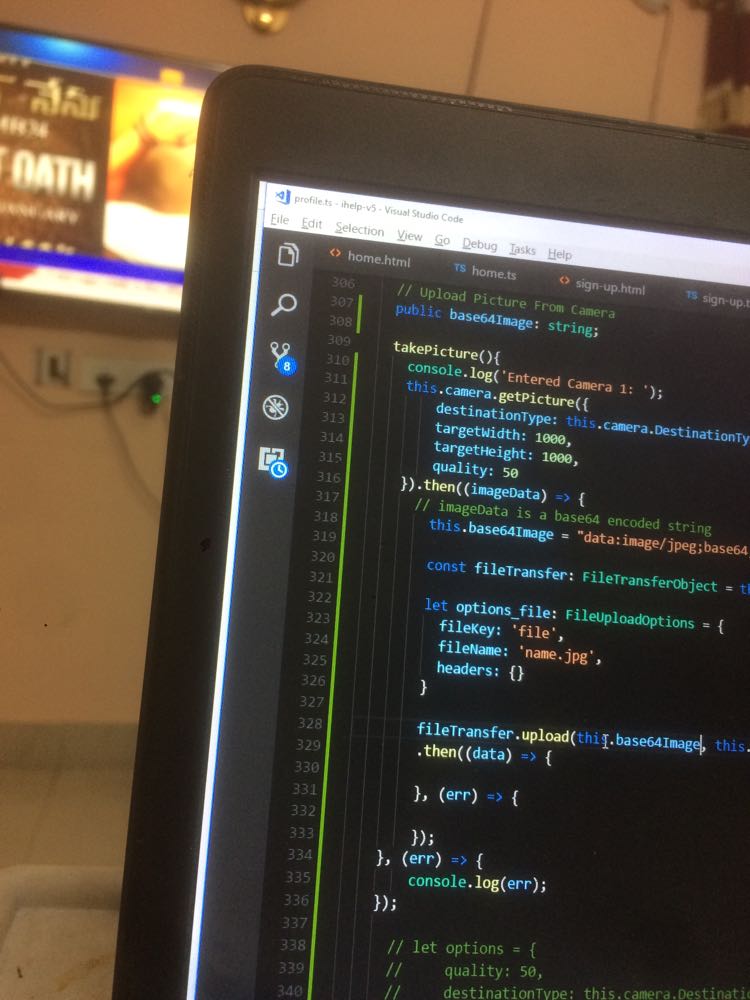 నేను
OATH
profile.ts - ihelp-v5 - Visual Studio Code
File Edit Selection View Go Debug Tasks Help
home.html home.ts sign-up.html sign-up.t
306 // Upload Picture From Camera
307 public base64Image: string;
308
309 takePicture(){
310 console.log('Entered Camera 1: ');
311 this.camera.getPicture({
312 destinationType: this.camera.DestinationTy
313 targetWidth: 1000,
314 targetHeight: 1000,
315 quality: 50
316 }).then((imageData) => {
317 // imageData is a base64 encoded string
318 this.base64Image = "data:image/jpeg;base64
319
320 const fileTransfer: FileTransferObject = th
321
322 let options_file: FileUploadOptions = {
323 fileKey: 'file',
324 fileName: 'name.jpg',
325 headers: {}
326 }
327
328 fileTransfer.upload(this.base64Image, this.
329 .then((data) => {
330
331 }, (err) => {
332
333 });
334 }, (err) => {
335 console.log(err);
336 });
337
338 // let options = {
339 // quality: 50,
340 // destinationType: this.camera.Destinatio
8